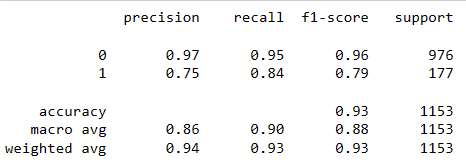 precision recall f1-score support
0 0.97 0.95 0.96 976
1 0.75 0.84 0.79 177
accuracy 0.93 1153
macro avg 0.86 0.90 0.88 1153
weighted avg 0.94 0.93 0.93 1153